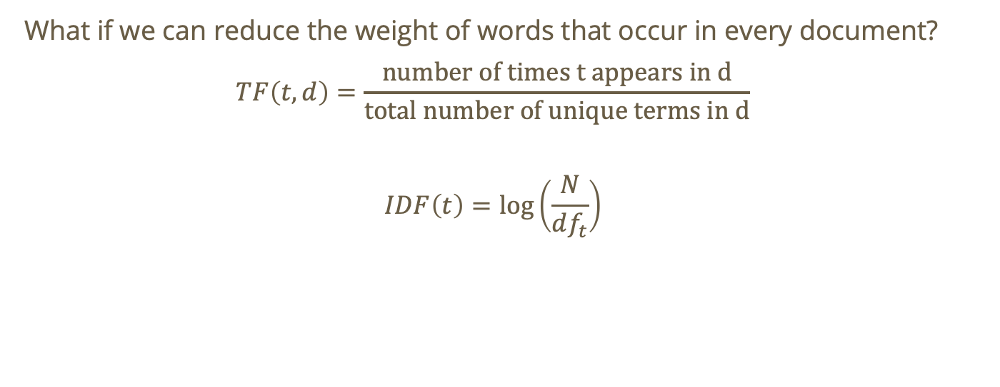 What if we can reduce the weight of words that occur in every document?
TF(t, d) = number of times t appears in d / total number of unique terms in d
IDF(t) = log(N / df_t)